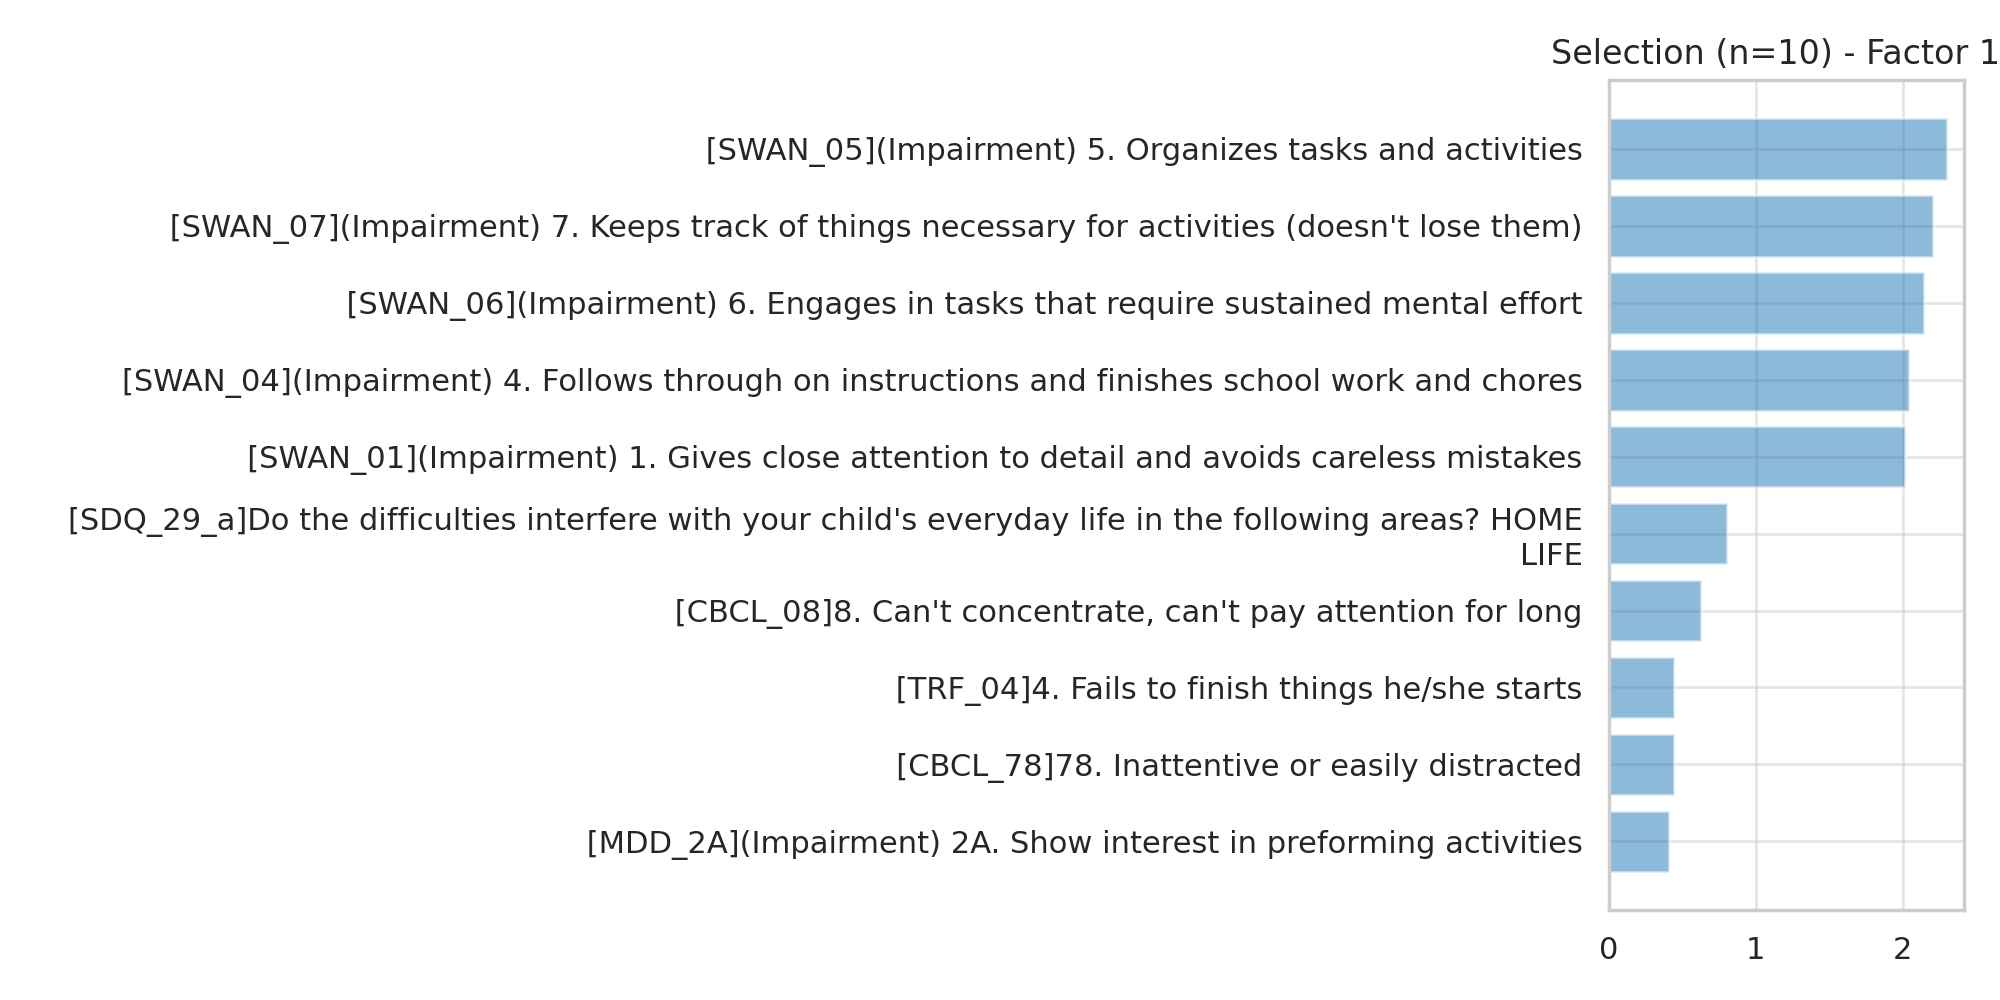 Selection (n=10) - Factor 1
[SWAN_05](Impairment) 5. Organizes tasks and activities
[SWAN_07](Impairment) 7. Keeps track of things necessary for activities (doesn't lose them)
[SWAN_06](Impairment) 6. Engages in tasks that require sustained mental effort
[SWAN_04](Impairment) 4. Follows through on instructions and finishes school work and chores
[SWAN_01](Impairment) 1. Gives close attention to detail and avoids careless mistakes
[SDQ_29_a]Do the difficulties interfere with your child's everyday life in the following areas? HOME
LIFE
[CBCL_08]8. Can't concentrate, can't pay attention for long
[TRF_04]4. Fails to finish things he/she starts
[CBCL_78]78. Inattentive or easily distracted
[MDD_2A](Impairment) 2A. Show interest in preforming activities
0 1 2